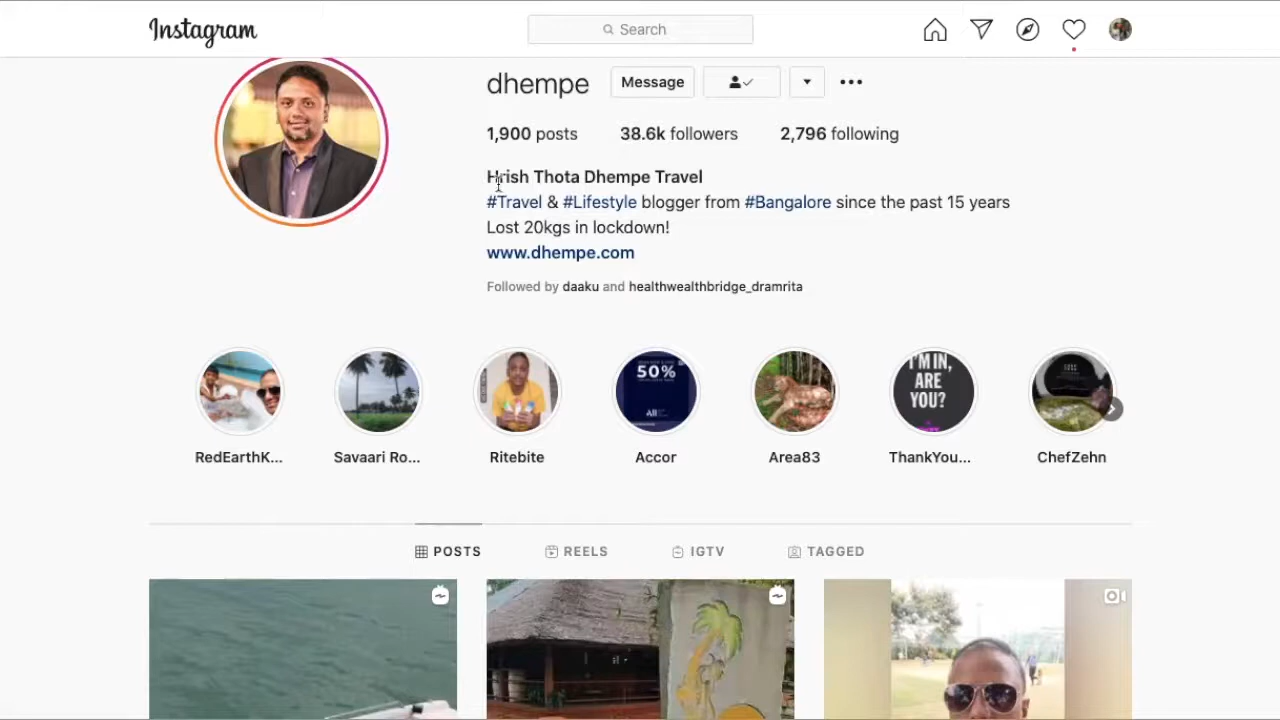 Instagram
Search
dhempe
Message
1,900 posts
38.6k followers
2,796 following
Hrish Thota Dhempe Travel
#Travel & #Lifestyle blogger from #Bangalore since the past 15 years
Lost 20kgs in lockdown!
www.dhempe.com
Followed by daaku and healthwealthbridge_dramrita
50%
I'M IN,
ARE
YOU?
RedEarthK...
Savaari Ro...
Ritebite
Accor
Area83
ThankYou...
ChefZehn
POSTS
REELS
IGTV
TAGGED